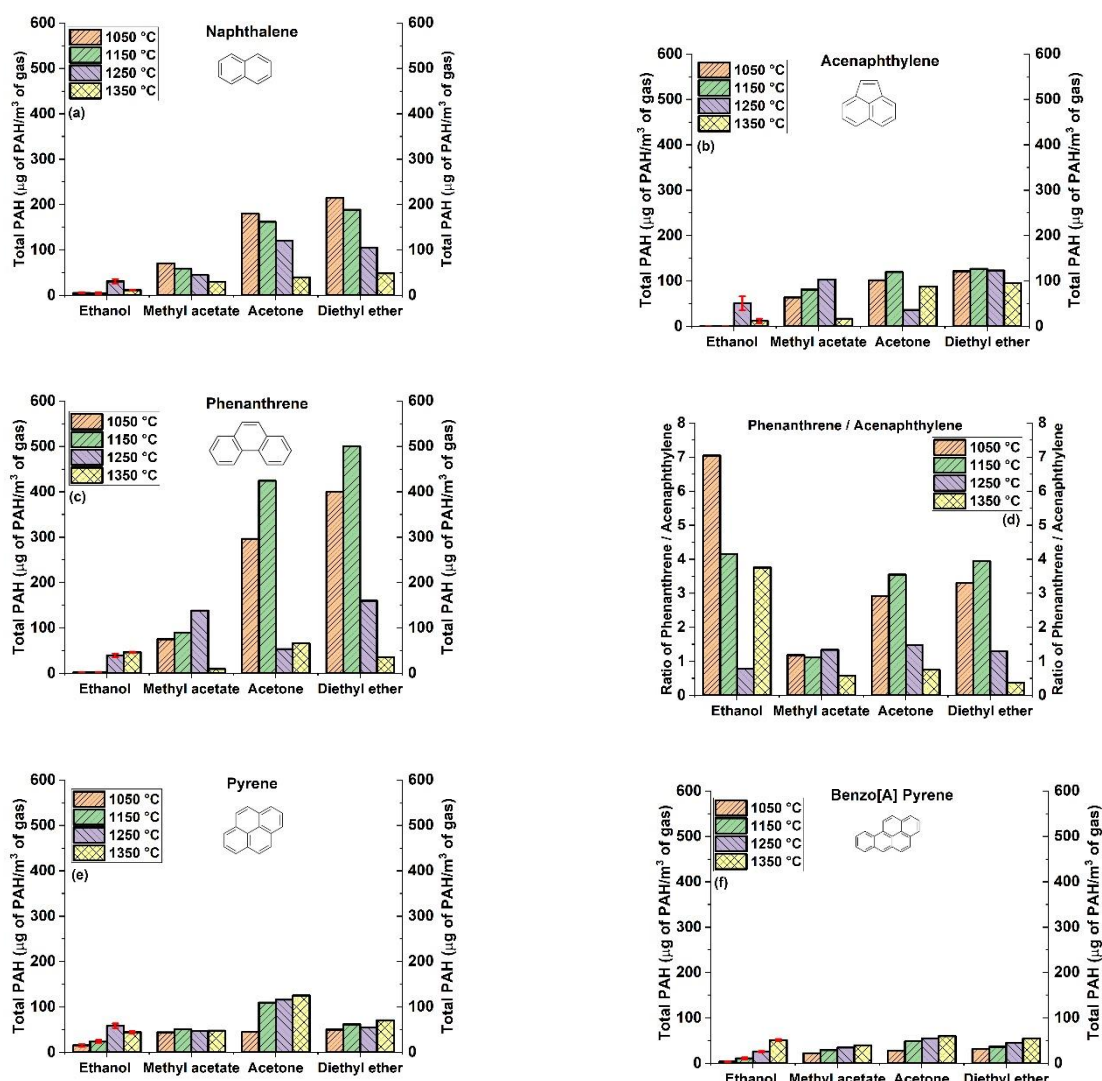 Naphthalene
1050 °C
1150 °C
1250 °C
1350 °C
(a)
Total PAH (µg of PAH/m³ of gas)
600
500
400
300
200
100
0
Ethanol Methyl acetate Acetone Diethyl ether
600
500
400
300
200
100
0
Total PAH (µg of PAH/m³ of gas)
Acenaphthylene
1050 °C
1150 °C
1250 °C
1350 °C
(b)
Total PAH (µg of PAH/m³ of gas)
600
500
400
300
200
100
0
Ethanol Methyl acetate Acetone Diethyl ether
600
500
400
300
200
100
0
Total PAH (µg of PAH/m³ of gas)
Phenanthrene
1050 °C
1150 °C
1250 °C
1350 °C
(c)
Total PAH (µg of PAH/m³ of gas)
600
500
400
300
200
100
0
Ethanol Methyl acetate Acetone Diethyl ether
600
500
400
300
200
100
0
Total PAH (µg of PAH/m³ of gas)
Phenanthrene / Acenaphthylene
1050 °C
1150 °C
1250 °C
1350 °C
(d)
Ratio of Phenanthrene / Acenaphthylene
8
7
6
5
4
3
2
1
0
Ethanol Methyl acetate Acetone Diethyl ether
8
7
6
5
4
3
2
1
0
Ratio of Phenanthrene / Acenaphthylene
Pyrene
1050 °C
1150 °C
1250 °C
1350 °C
(e)
Total PAH (µg of PAH/m³ of gas)
600
500
400
300
200
100
0
Ethanol Methyl acetate Acetone Diethyl ether
600
500
400
300
200
100
0
Total PAH (µg of PAH/m³ of gas)
Benzo[A] Pyrene
1050 °C
1150 °C
1250 °C
1350 °C
(f)
Total PAH (µg of PAH/m³ of gas)
600
500
400
300
200
100
0
Ethanol Methyl acetate Acetone Diethyl ether
600
500
400
300
200
100
0
Total PAH (µg of PAH/m³ of gas)